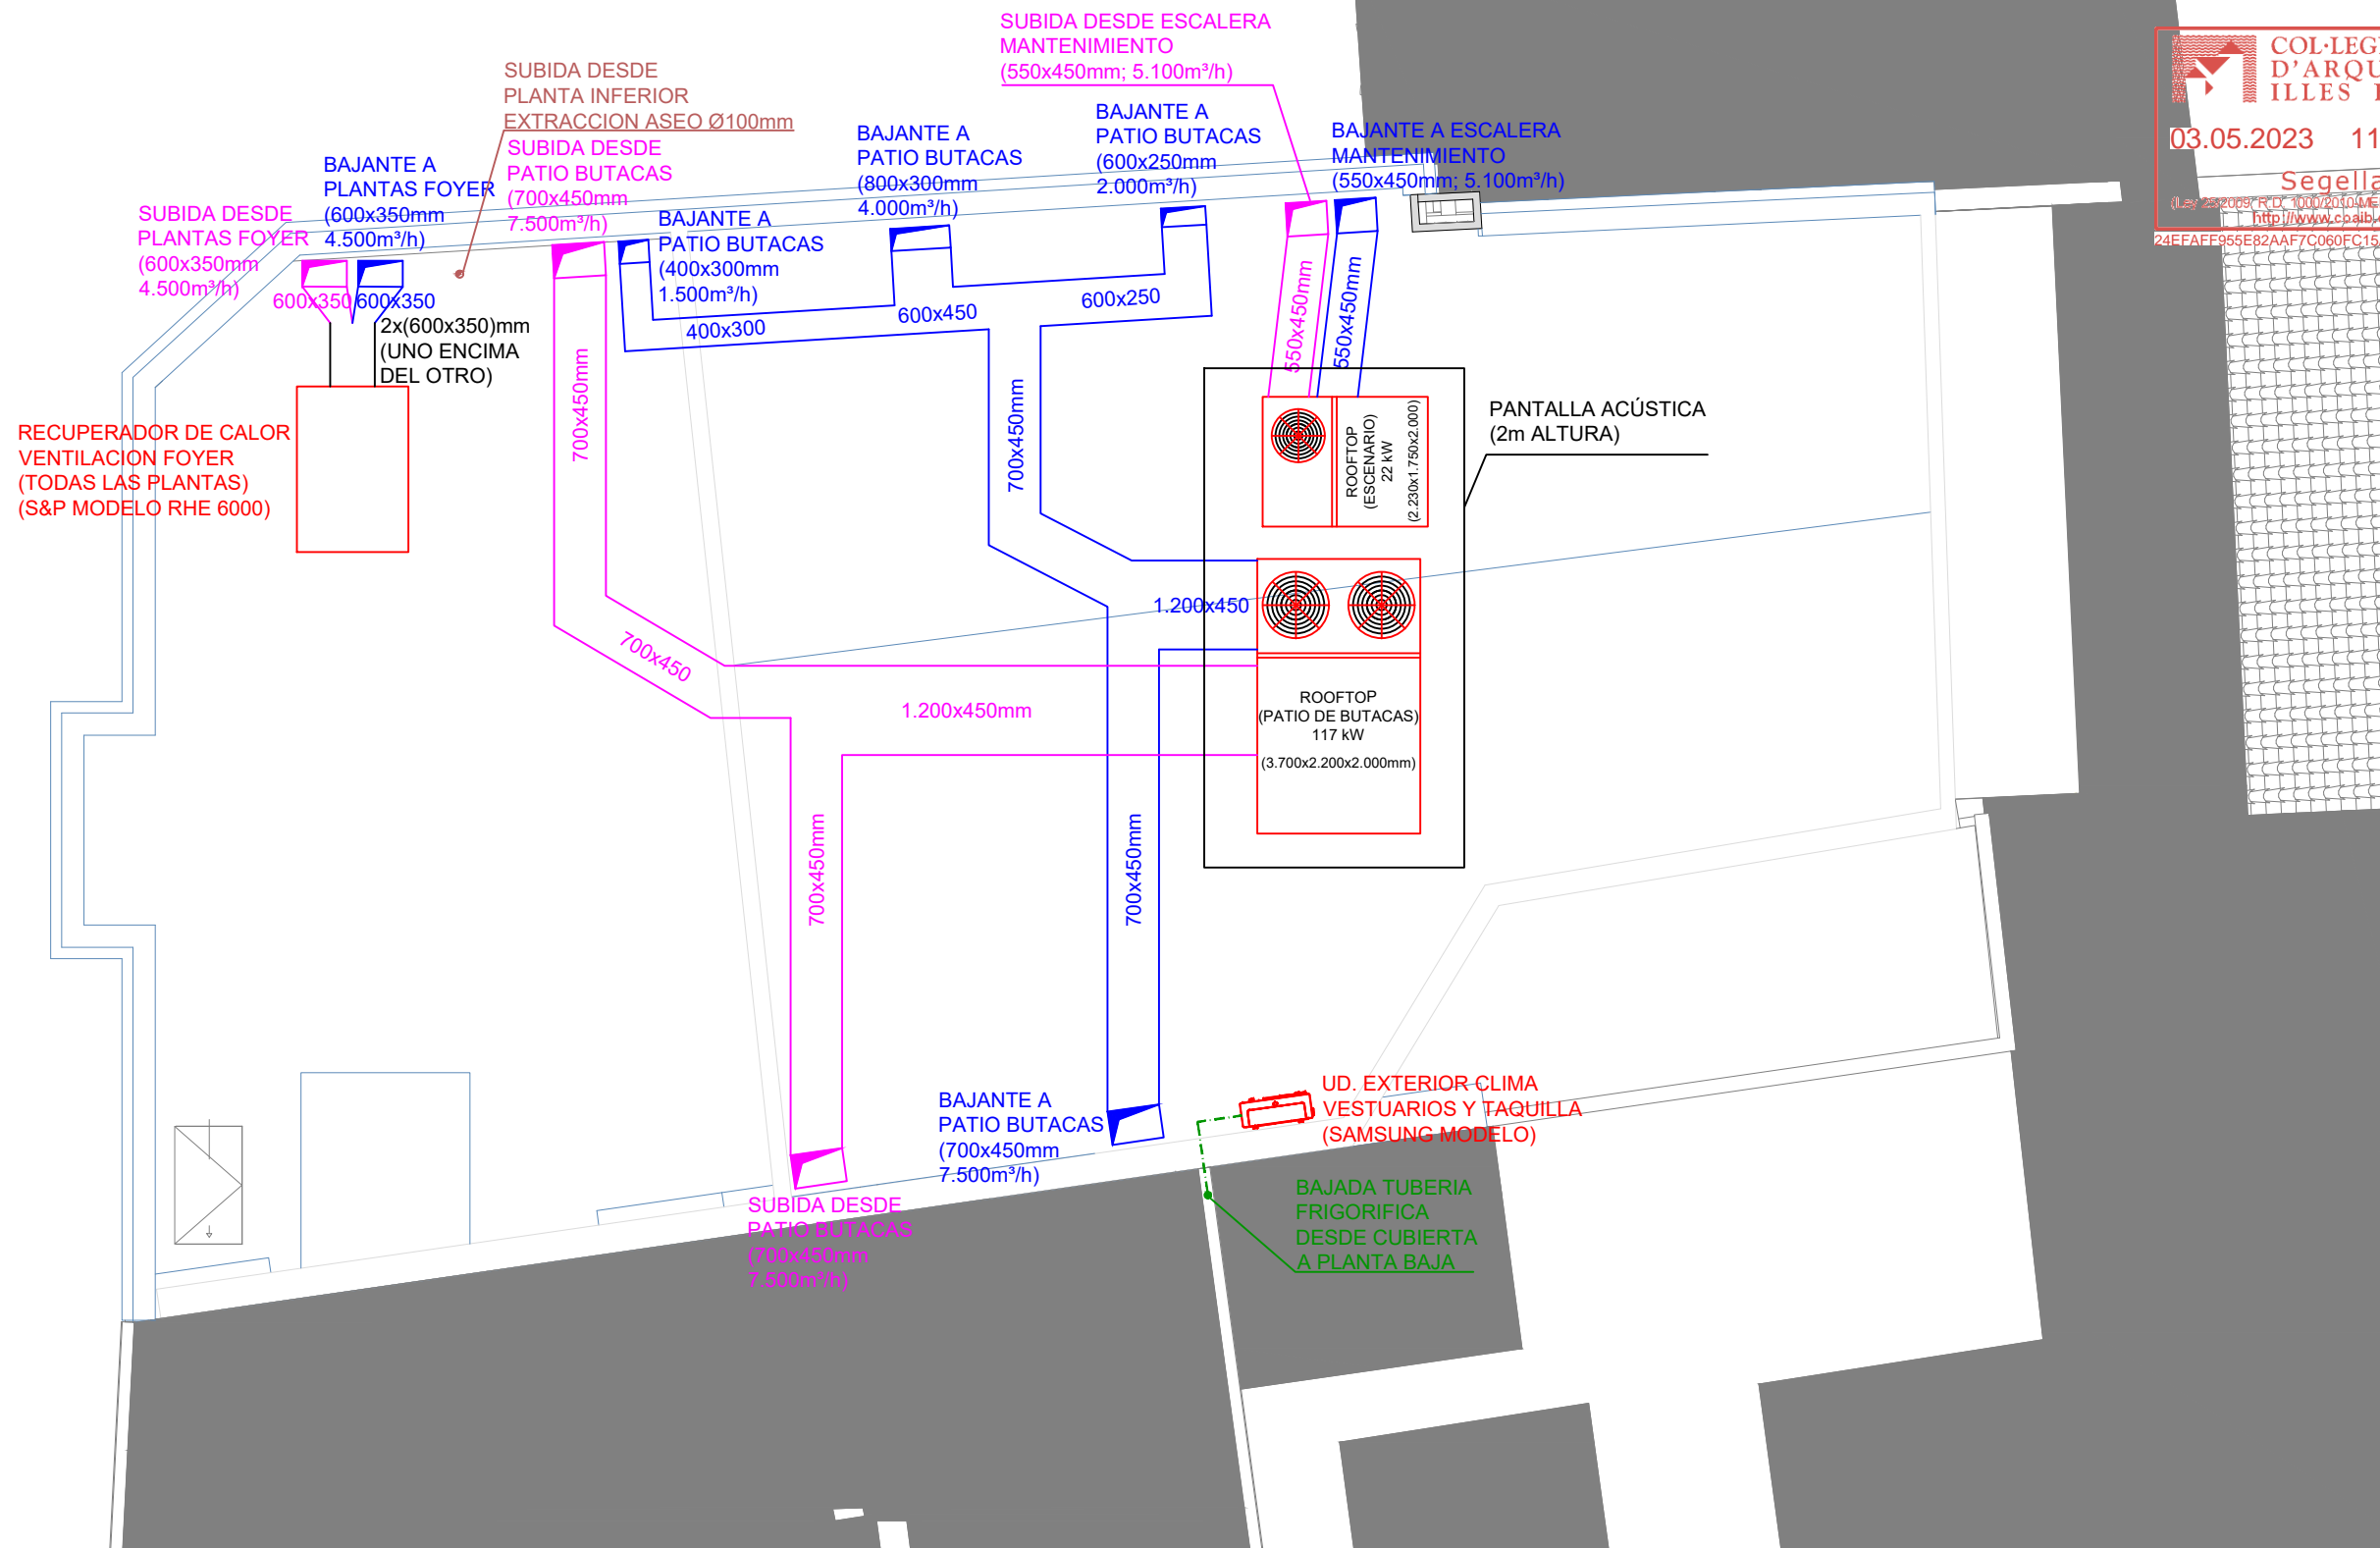 SUBIDA DESDE ESCALERA
MANTENIMIENTO
(550x450mm; 5.100m³/h)
COL·LEG
D'ARQU
ILLES
03.05.2023 11
Segella
http://www.coaib.
24EFAFF955E82AAF7C060FC15
SUBIDA DESDE
PLANTA INFERIOR
EXTRACCION ASEO Ø100mm
SUBIDA DESDE
PATIO BUTACAS
(700x450mm
7.500m³/h)
BAJANTE A
PATIO BUTACAS
(800x300mm
4.000m³/h)
BAJANTE A
PATIO BUTACAS
(600x250mm
2.000m³/h)
BAJANTE A ESCALERA
MANTENIMIENTO
(550x450mm; 5.100m³/h)
BAJANTE A
PLANTAS FOYER
(600x350mm
4.500m³/h)
SUBIDA DESDE
PLANTAS FOYER
(600x350mm
4.500m³/h)
BAJANTE A
PATIO BUTACAS
(400x300mm
1.500m³/h)
600x350
600x350
2x(600x350)mm
(UNO ENCIMA
DEL OTRO)
400x300
600x450
600x250
550x450mm
550x450mm
700x450mm
700x450mm
RECUPERADOR DE CALOR
VENTILACION FOYER
(TODAS LAS PLANTAS)
(S&P MODELO RHE 6000)
PANTALLA ACÚSTICA
(2m ALTURA)
ROOFTOP
(ESCENARIO)
22 kW
(2.230x1.750x2.000)
1.200x450
700x450
1.200x450mm
ROOFTOP
(PATIO DE BUTACAS)
117 kW
(3.700x2.200x2.000mm)
700x450mm
700x450mm
BAJANTE A
PATIO BUTACAS
(700x450mm
7.500m³/h)
UD. EXTERIOR CLIMA
VESTUARIOS Y TAQUILLA
(SAMSUNG MODELO)
SUBIDA DESDE
PATIO BUTACAS
(700x450mm
7.500m³/h)
BAJADA TUBERIA
FRIGORIFICA
DESDE CUBIERTA
A PLANTA BAJA